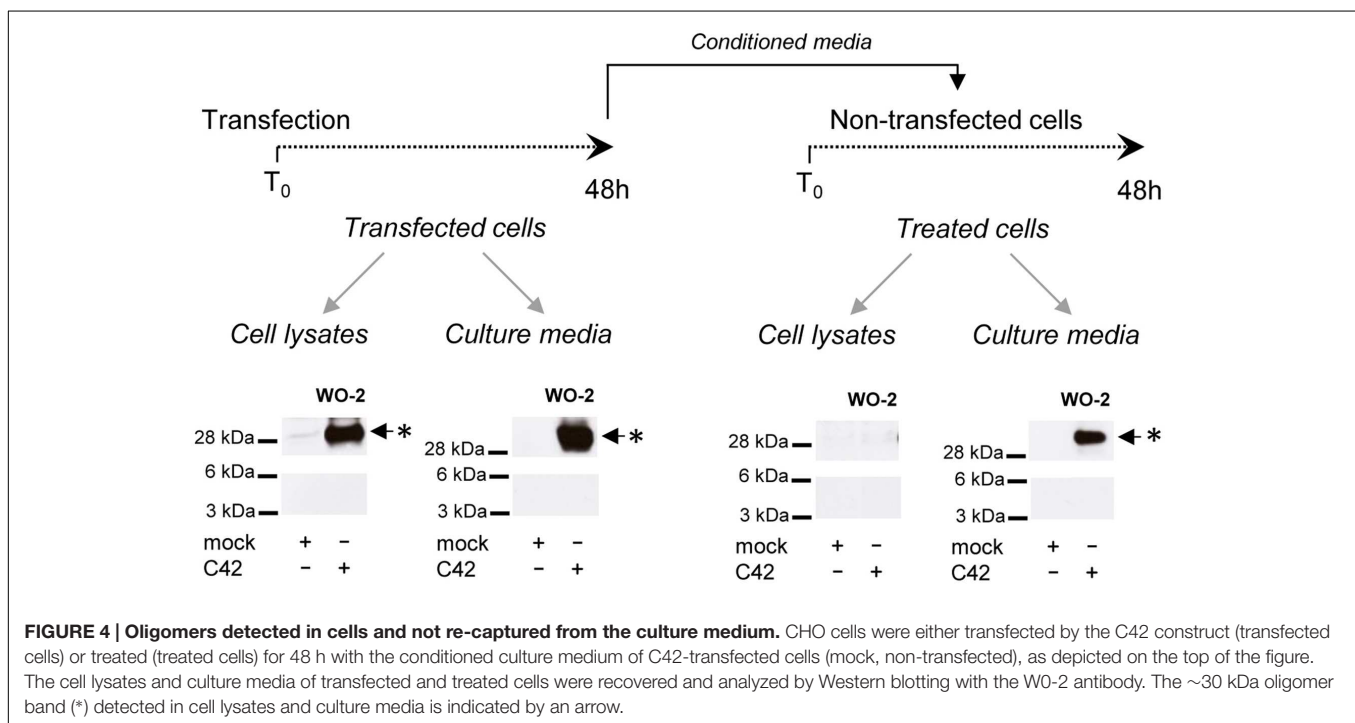 Conditioned media
Transfection
Non-transfected cells
T0
48h
T0
48h
Transfected cells
Treated cells
Cell lysates
Culture media
Cell lysates
Culture media
WO-2
WO-2
WO-2
WO-2
28 kDa
*
6 kDa
3 kDa
28 kDa
*
6 kDa
3 kDa
28 kDa
6 kDa
3 kDa
28 kDa
*
6 kDa
3 kDa
mock + −
C42 − +
mock + −
C42 − +
mock + −
C42 − +
mock + −
C42 − +
FIGURE 4 | Oligomers detected in cells and not re-captured from the culture medium. CHO cells were either transfected by the C42 construct (transfected
cells) or treated (treated cells) for 48 h with the conditioned culture medium of C42-transfected cells (mock, non-transfected), as depicted on the top of the figure.
The cell lysates and culture media of transfected and treated cells were recovered and analyzed by Western blotting with the W0-2 antibody. The ∼30 kDa oligomer
band (*) detected in cell lysates and culture media is indicated by an arrow.